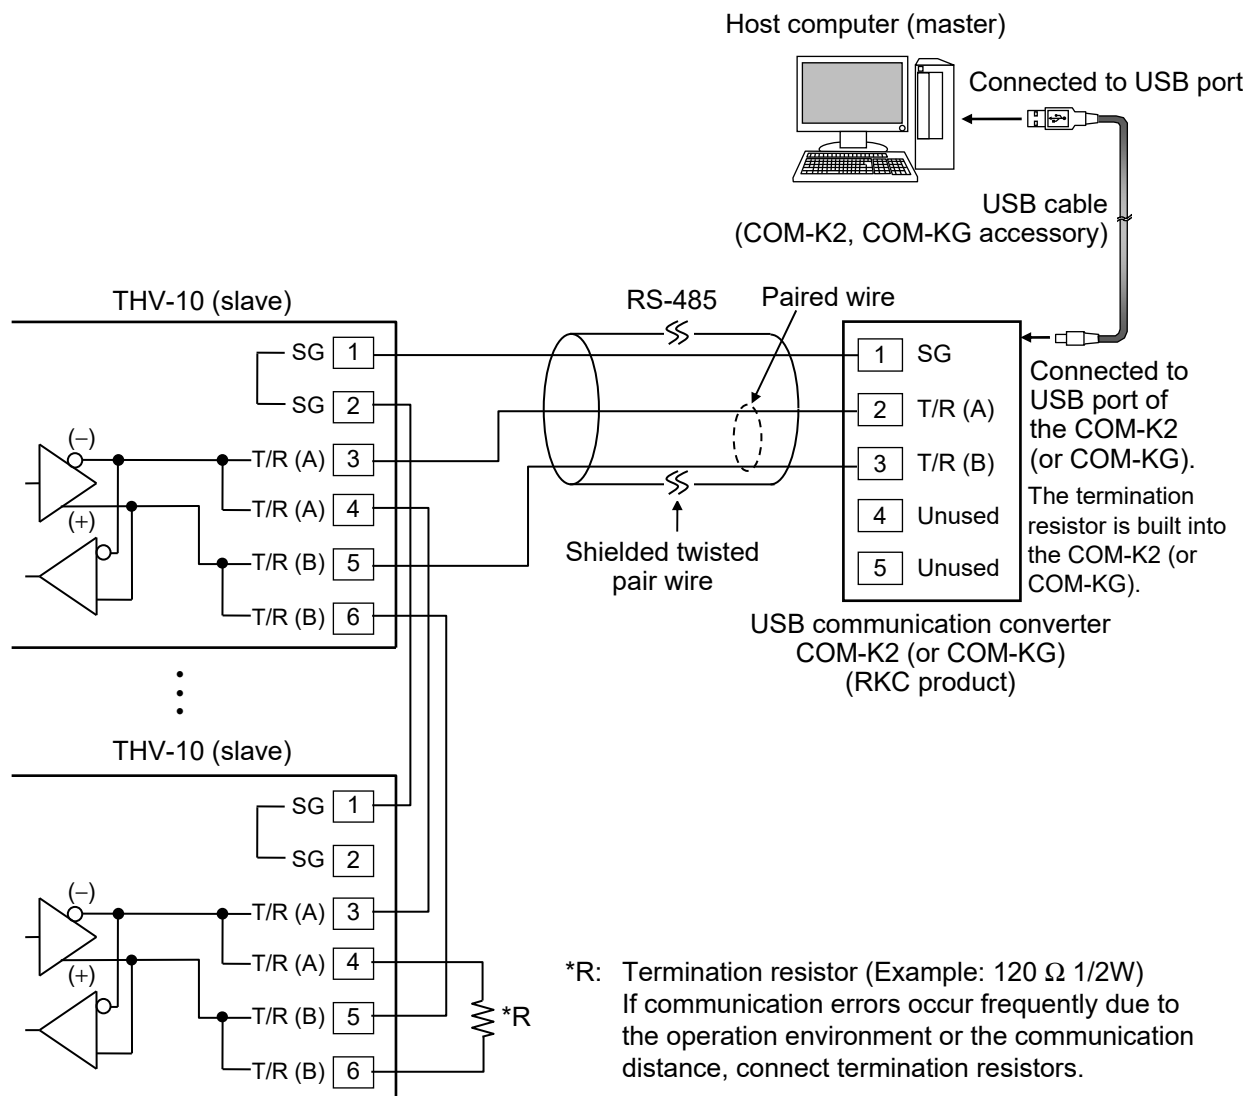 Host computer (master)
Connected to USB port
USB cable
(COM-K2, COM-KG accessory)
THV-10 (slave)
SG 1
SG 2
(−)
T/R (A) 3
T/R (A) 4
(+)
T/R (B) 5
T/R (B) 6
RS-485
Paired wire
Shielded twisted
pair wire
1 SG
2 T/R (A)
3 T/R (B)
4 Unused
5 Unused
Connected to
USB port of
the COM-K2
(or COM-KG).
The termination
resistor is built into
the COM-K2 (or
COM-KG).
USB communication converter
COM-K2 (or COM-KG)
(RKC product)
THV-10 (slave)
SG 1
SG 2
(−)
T/R (A) 3
T/R (A) 4
(+)
T/R (B) 5
T/R (B) 6
*R
*R: Termination resistor (Example: 120 Ω 1/2W)
If communication errors occur frequently due to
the operation environment or the communication
distance, connect termination resistors.